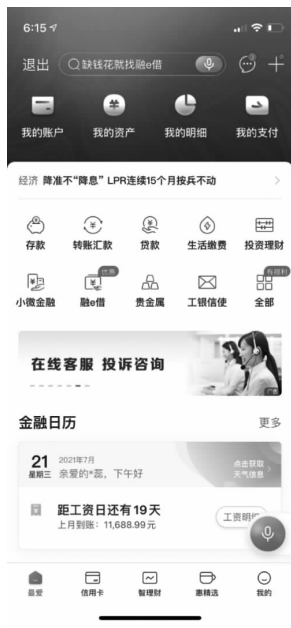 6:15
退出
缺钱花就找融e借
我的账户 我的资产 我的明细 我的支付
经济 降准不“降息” LPR连续15个月按兵不动
存款 转账汇款 贷款 生活缴费 投资理财
优惠 有福利
小微金融 融e借 贵金属 工银信使 全部
在线客服 投诉咨询
广告
金融日历 更多
21 2021年7月
星期三 亲爱的*蕊，下午好
点击获取
天气信息
距工资日还有19天
上月到账：11,688.99元
工资明细
最爱 信用卡 智理财 惠精选 我的